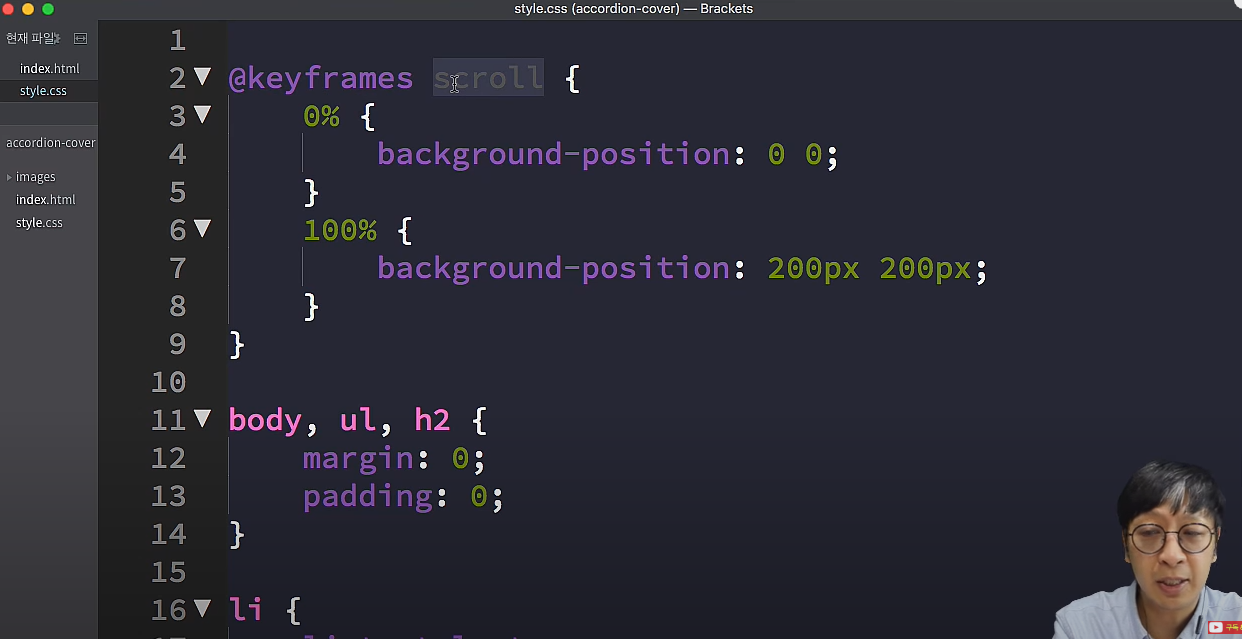 style.css (accordion-cover) — Brackets
현재 파일
index.html
style.css
accordion-cover
images
index.html
style.css
1
2 @keyframes scroll {
3 0% {
4 background-position: 0 0;
5 }
6 100% {
7 background-position: 200px 200px;
8 }
9 }
10
11 body, ul, h2 {
12 margin: 0;
13 padding: 0;
14 }
15
16 li {
구독